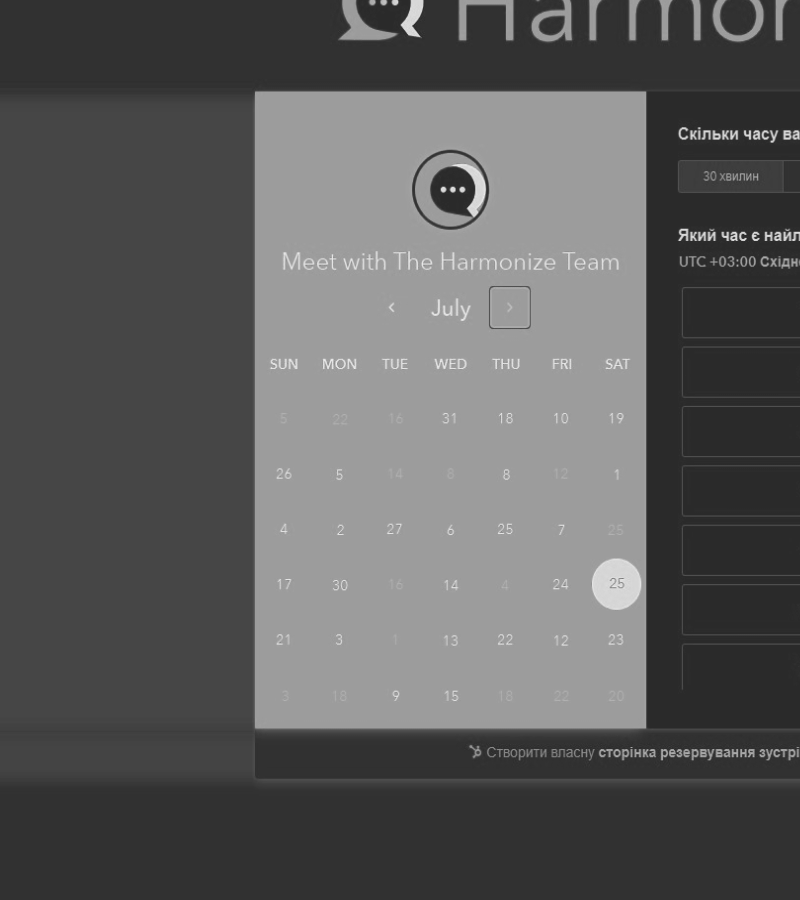 Harmon
Скільки часу ва
30 хвилин
Який час є найл
UTC +03:00 Східн
Meet with The Harmonize Team
July
SUN MON TUE WED THU FRI SAT
5 22 16 31 18 10 19
26 5 14 8 8 12 1
4 2 27 6 25 7 25
17 30 16 14 4 24 25
21 3 1 13 22 12 23
3 18 9 15 18 22 20
Створити власну сторінка резервування зустрі